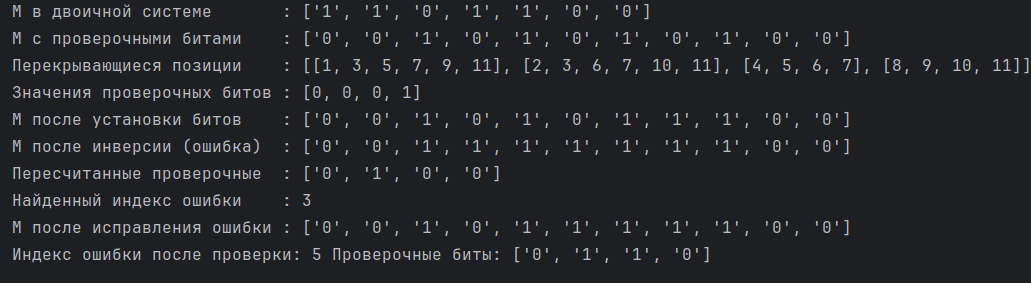 М в двоичной системе       : ['1', '1', '0', '1', '1', '0', '0']
М с проверочными битами    : ['0', '0', '1', '0', '1', '0', '1', '0', '1', '0', '0']
Перекрывающиеся позиции    : [[1, 3, 5, 7, 9, 11], [2, 3, 6, 7, 10, 11], [4, 5, 6, 7], [8, 9, 10, 11]]
Значения проверочных битов : [0, 0, 0, 1]
М после установки битов    : ['0', '0', '1', '0', '1', '0', '1', '1', '1', '0', '0']
М после инверсии (ошибка)  : ['0', '0', '1', '1', '1', '1', '1', '1', '1', '0', '0']
Пересчитанные проверочные  : ['0', '1', '0', '0']
Найденный индекс ошибки    : 3
М после исправления ошибки : ['0', '0', '1', '0', '1', '1', '1', '1', '1', '0', '0']
Индекс ошибки после проверки: 5 Проверочные биты: ['0', '1', '1', '0']